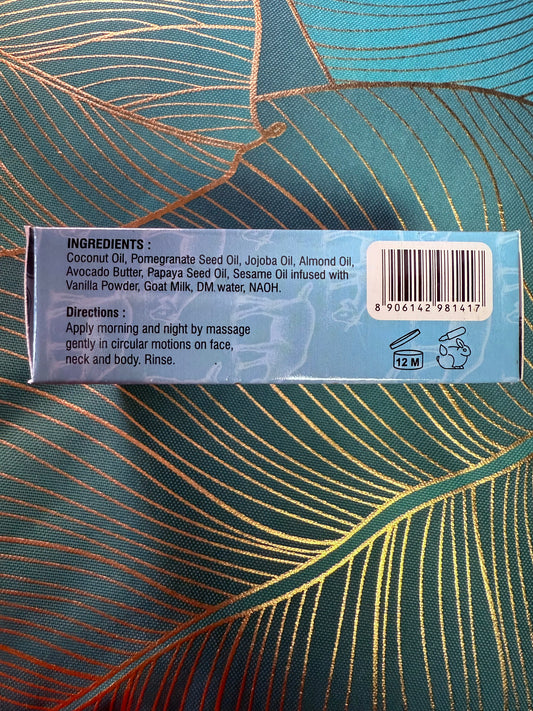 INGREDIENTS :
Coconut Oil, Pomegranate Seed Oil, Jojoba Oil, Almond Oil,
Avocado Butter, Papaya Seed Oil, Sesame Oil infused with
Vanilla Powder, Goat Milk, DM. water, NAOH.
Directions :
Apply morning and night by massage
gently in circular motions on face,
neck and body. Rinse.
8 906142 981417
12 M